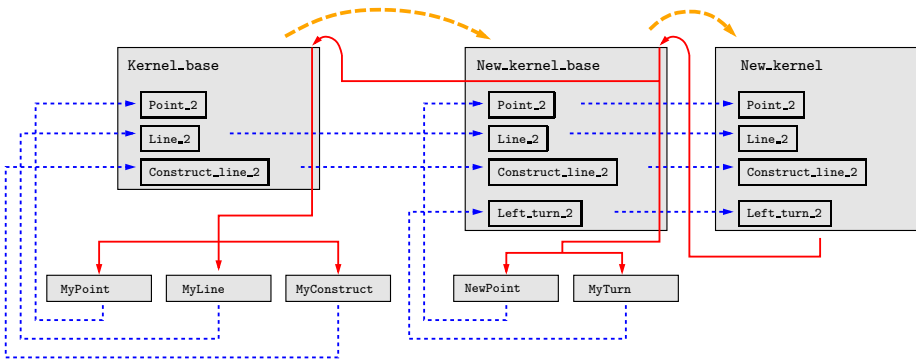 Kernel_base
Point_2
Line_2
Construct_line_2
MyPoint
MyLine
MyConstruct
New_kernel_base
Point_2
Line_2
Construct_line_2
Left_turn_2
NewPoint
MyTurn
New_kernel
Point_2
Line_2
Construct_line_2
Left_turn_2